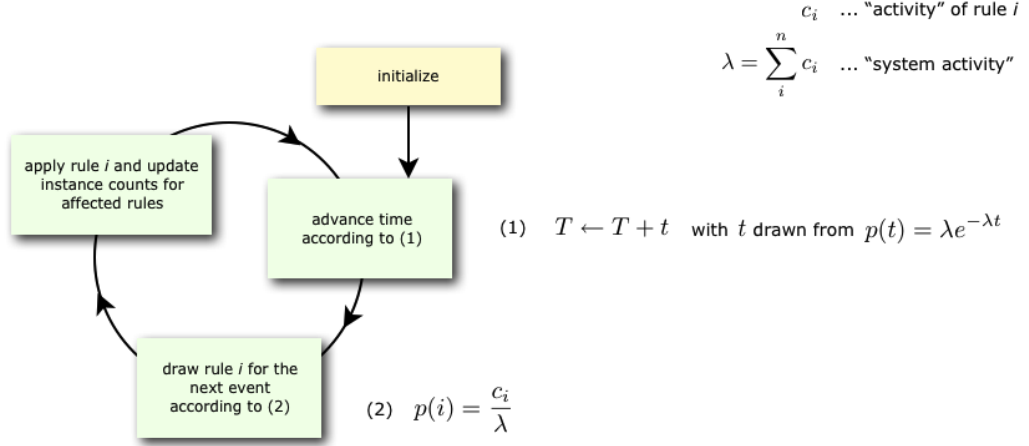 c_i ... “activity” of rule i
λ = ∑_i^n c_i ... “system activity”
initialize
apply rule i and update
instance counts for
affected rules
advance time
according to (1)
(1) T ← T + t with t drawn from p(t) = λe^{−λt}
draw rule i for the
next event
according to (2)
(2) p(i) = c_i / λ